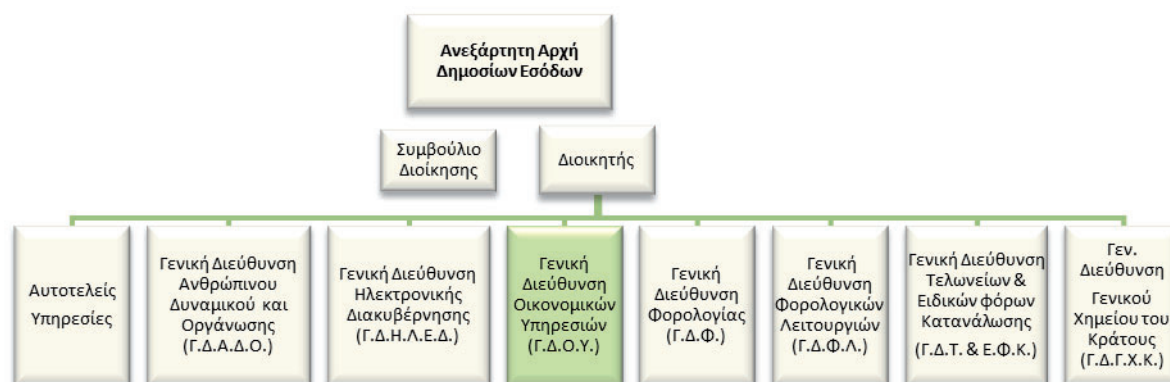 Ανεξάρτητη Αρχή
Δημοσίων Εσόδων
Συμβούλιο
Διοίκησης
Διοικητής
Αυτοτελείς
Υπηρεσίες
Γενική Διεύθυνση
Ανθρώπινου
Δυναμικού και
Οργάνωσης
(Γ.Δ.Α.Δ.Ο.)
Γενική Διεύθυνση
Ηλεκτρονικής
Διακυβέρνησης
(Γ.Δ.Η.Λ.Ε.Δ.)
Γενική
Διεύθυνση
Οικονομικών
Υπηρεσιών
(Γ.Δ.Ο.Υ.)
Γενική
Διεύθυνση
Φορολογίας
(Γ.Δ.Φ.)
Γενική
Διεύθυνση
Φορολογικών
Λειτουργιών
(Γ.Δ.Φ.Λ.)
Γενική Διεύθυνση
Τελωνείων &
Ειδικών φόρων
Κατανάλωσης
(Γ.Δ.Τ. & Ε.Φ.Κ.)
Γεν.
Διεύθυνση
Γενικού
Χημείου του
Κράτους
(Γ.Δ.Γ.Χ.Κ.)